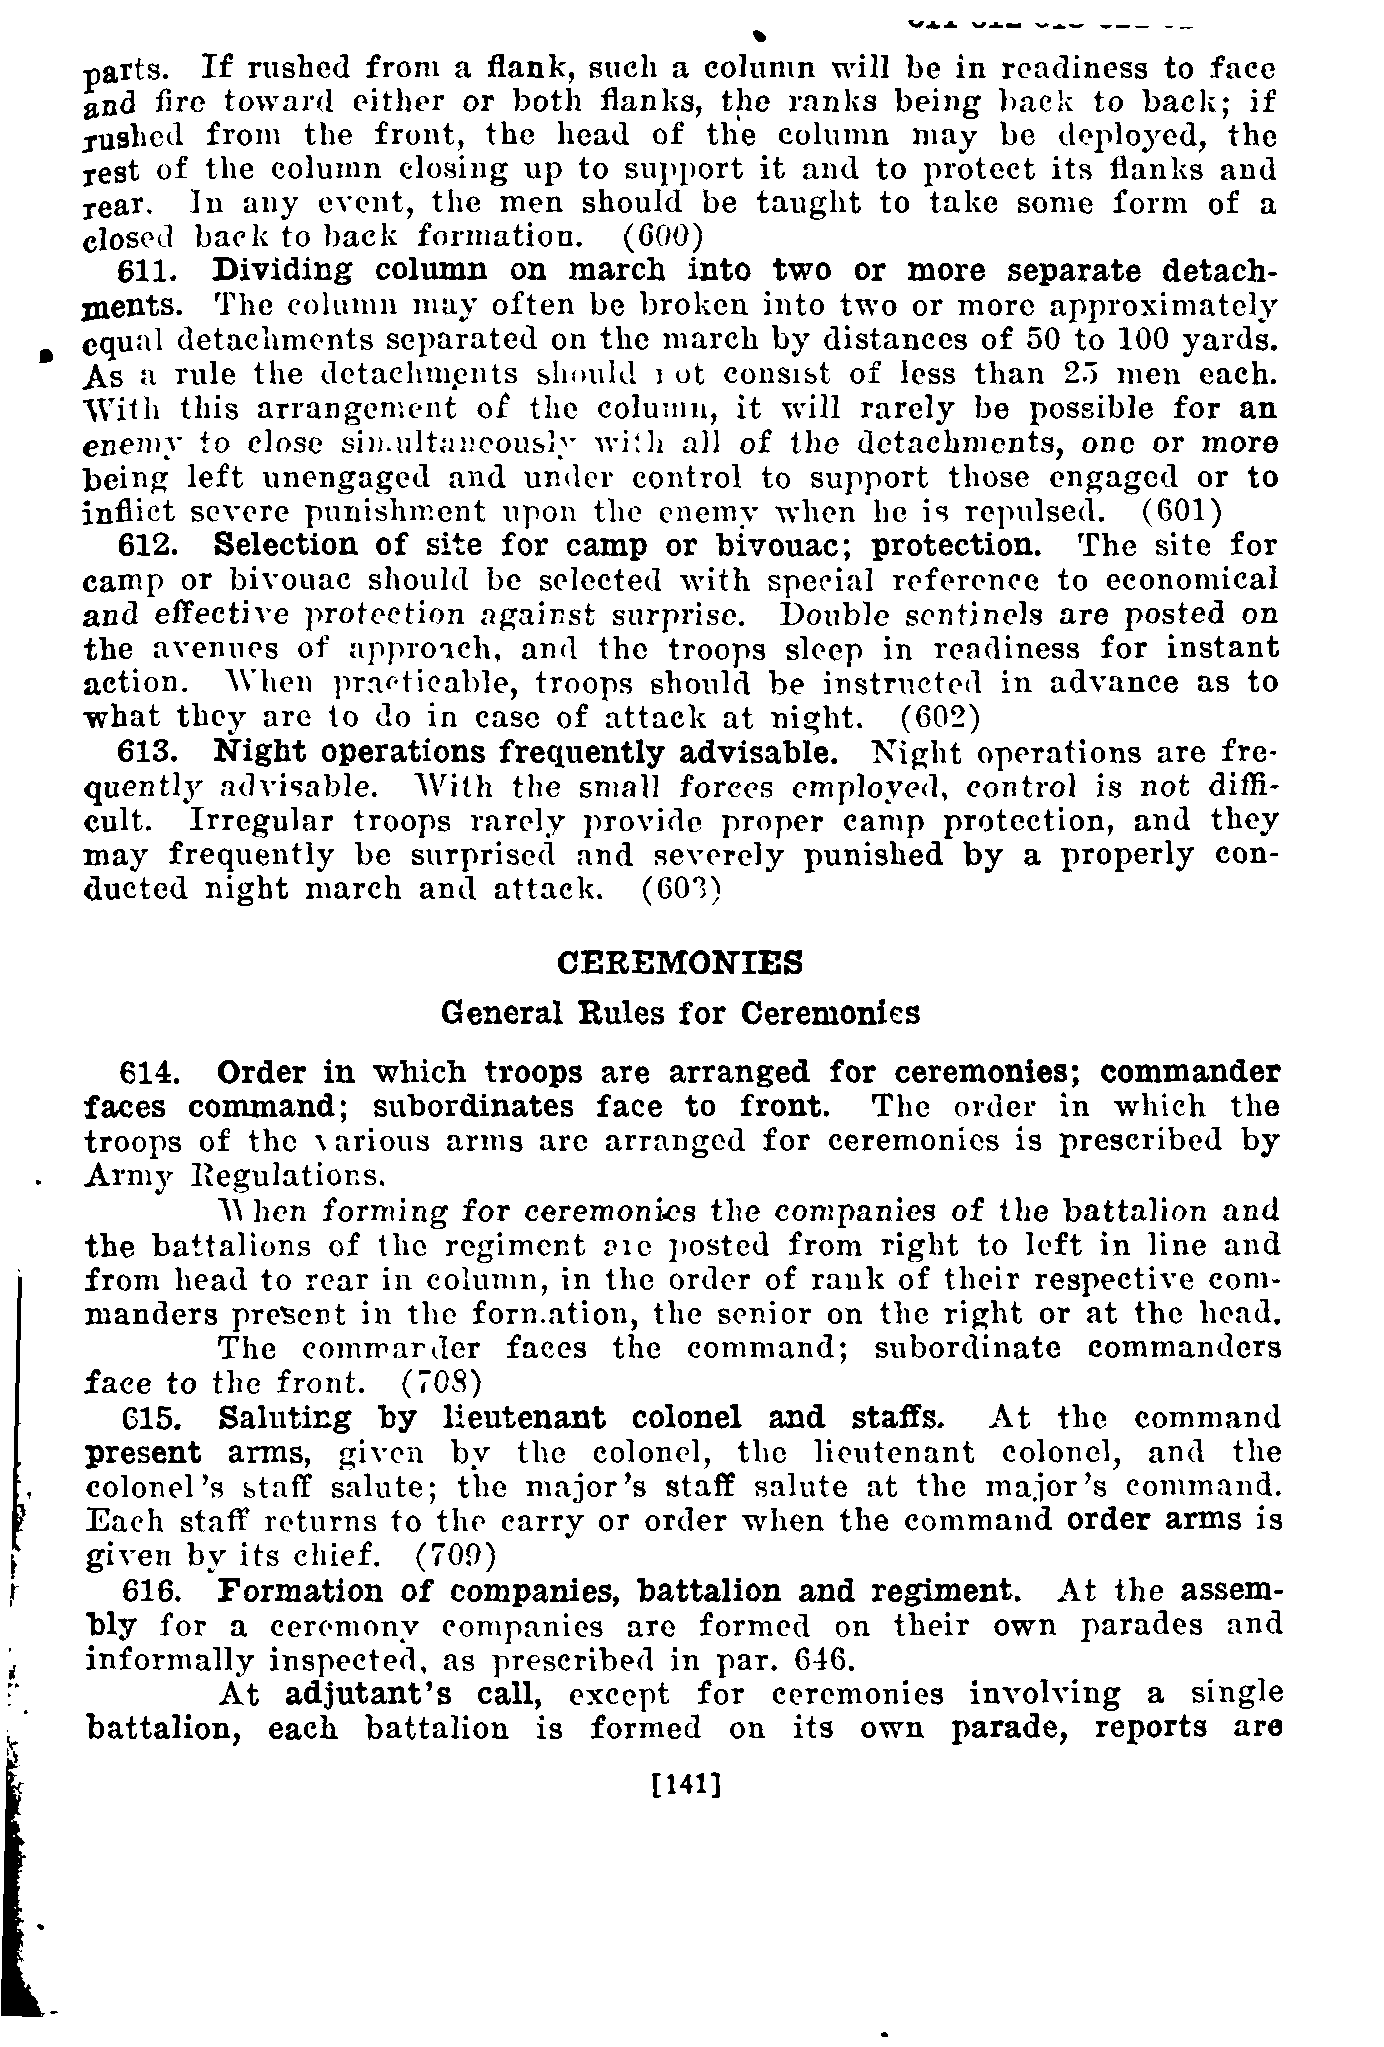 parts. If rushed from a flank, such a column will be in readiness to face
and fire toward either or both flanks, the ranks being back to back; if
rushed from the front, the head of the column may be deployed, the
rest of the column closing up to support it and to protect its flanks and
rear. In any event, the men should be taught to take some form of a
closed back to back formation. (600)
611. Dividing column on march into two or more separate detach-
ments. The column may often be broken into two or more approximately
equal detachments separated on the march by distances of 50 to 100 yards.
As a rule the detachments should not consist of less than 25 men each.
With this arrangement of the column, it will rarely be possible for an
enemy to close simultaneously with all of the detachments, one or more
being left unengaged and under control to support those engaged or to
inflict severe punishment upon the enemy when he is repulsed. (601)
612. Selection of site for camp or bivouac; protection. The site for
camp or bivouac should be selected with special reference to economical
and effective protection against surprise. Double sentinels are posted on
the avenues of approach, and the troops sleep in readiness for instant
action. When practicable, troops should be instructed in advance as to
what they are to do in case of attack at night. (602)
613. Night operations frequently advisable. Night operations are fre-
quently advisable. With the small forces employed, control is not diffi-
cult. Irregular troops rarely provide proper camp protection, and they
may frequently be surprised and severely punished by a properly con-
ducted night march and attack. (603)
CEREMONIES
General Rules for Ceremonies
614. Order in which troops are arranged for ceremonies; commander
faces command; subordinates face to front. The order in which the
troops of the various arms are arranged for ceremonies is prescribed by
Army Regulations.
When forming for ceremonies the companies of the battalion and
the battalions of the regiment are posted from right to left in line and
from head to rear in column, in the order of rank of their respective com-
manders present in the formation, the senior on the right or at the head.
The commander faces the command; subordinate commanders
face to the front. (708)
615. Saluting by lieutenant colonel and staffs. At the command
present arms, given by the colonel, the lieutenant colonel, and the
colonel's staff salute; the major's staff salute at the major's command.
Each staff returns to the carry or order when the command order arms is
given by its chief. (709)
616. Formation of companies, battalion and regiment. At the assem-
bly for a ceremony companies are formed on their own parades and
informally inspected, as prescribed in par. 646.
At adjutant's call, except for ceremonies involving a single
battalion, each battalion is formed on its own parade, reports are
[141]